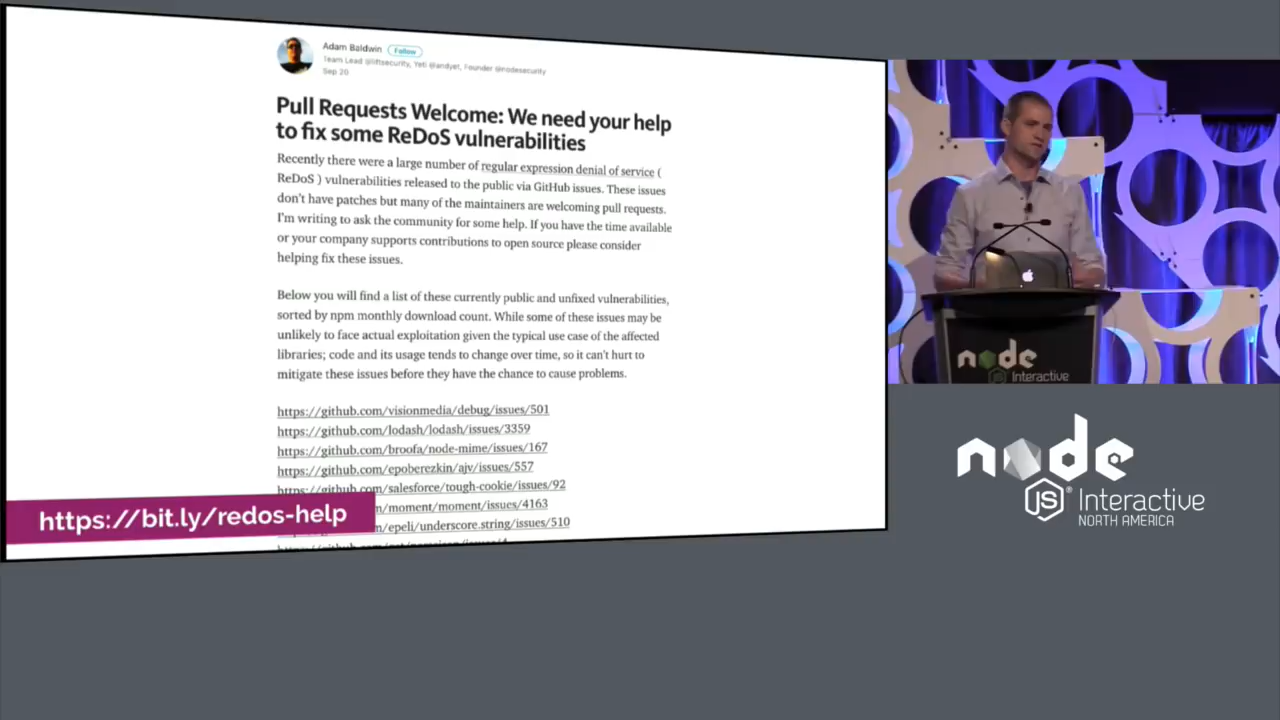 Adam Baldwin Follow
Team Lead @liftsecurity, Yeti @andyet, Founder @nodesecurity
Sep 20
Pull Requests Welcome: We need your help
to fix some ReDoS vulnerabilities
Recently there were a large number of regular expression denial of service (
ReDoS ) vulnerabilities released to the public via GitHub issues. These issues
don't have patches but many of the maintainers are welcoming pull requests.
I'm writing to ask the community for some help. If you have the time available
or your company supports contributions to open source please consider
helping fix these issues.
Below you will find a list of these currently public and unfixed vulnerabilities,
sorted by npm monthly download count. While some of these issues may be
unlikely to face actual exploitation given the typical use case of the affected
libraries; code and its usage tends to change over time, so it can't hurt to
mitigate these issues before they have the chance to cause problems.
https://github.com/visionmedia/debug/issues/501
https://github.com/lodash/lodash/issues/3359
https://github.com/broofa/node-mime/issues/167
https://github.com/epoberezkin/ajv/issues/557
https://github.com/salesforce/tough-cookie/issues/92
m/moment/moment/issues/4163
m/epeli/underscore.string/issues/510
https://bit.ly/redos-help
node
JS Interactive
node
JS ® Interactive
NORTH AMERICA